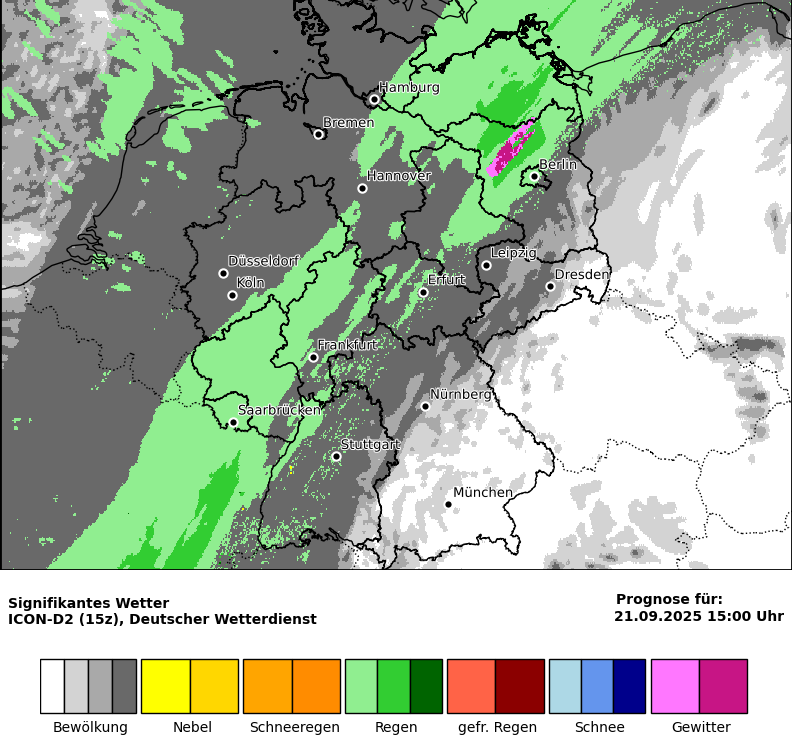 Hamburg
Bremen
Berlin
Hannover
Leipzig
Düsseldorf
Dresden
Köln
Erfurt
Frankfurt
Nürnberg
Saarbrücken
Stuttgart
München
Signifikantes Wetter
ICON-D2 (15z), Deutscher Wetterdienst
Prognose für:
21.09.2025 15:00 Uhr
Bewölkung
Nebel
Schneeregen
Regen
gefr. Regen
Schnee
Gewitter